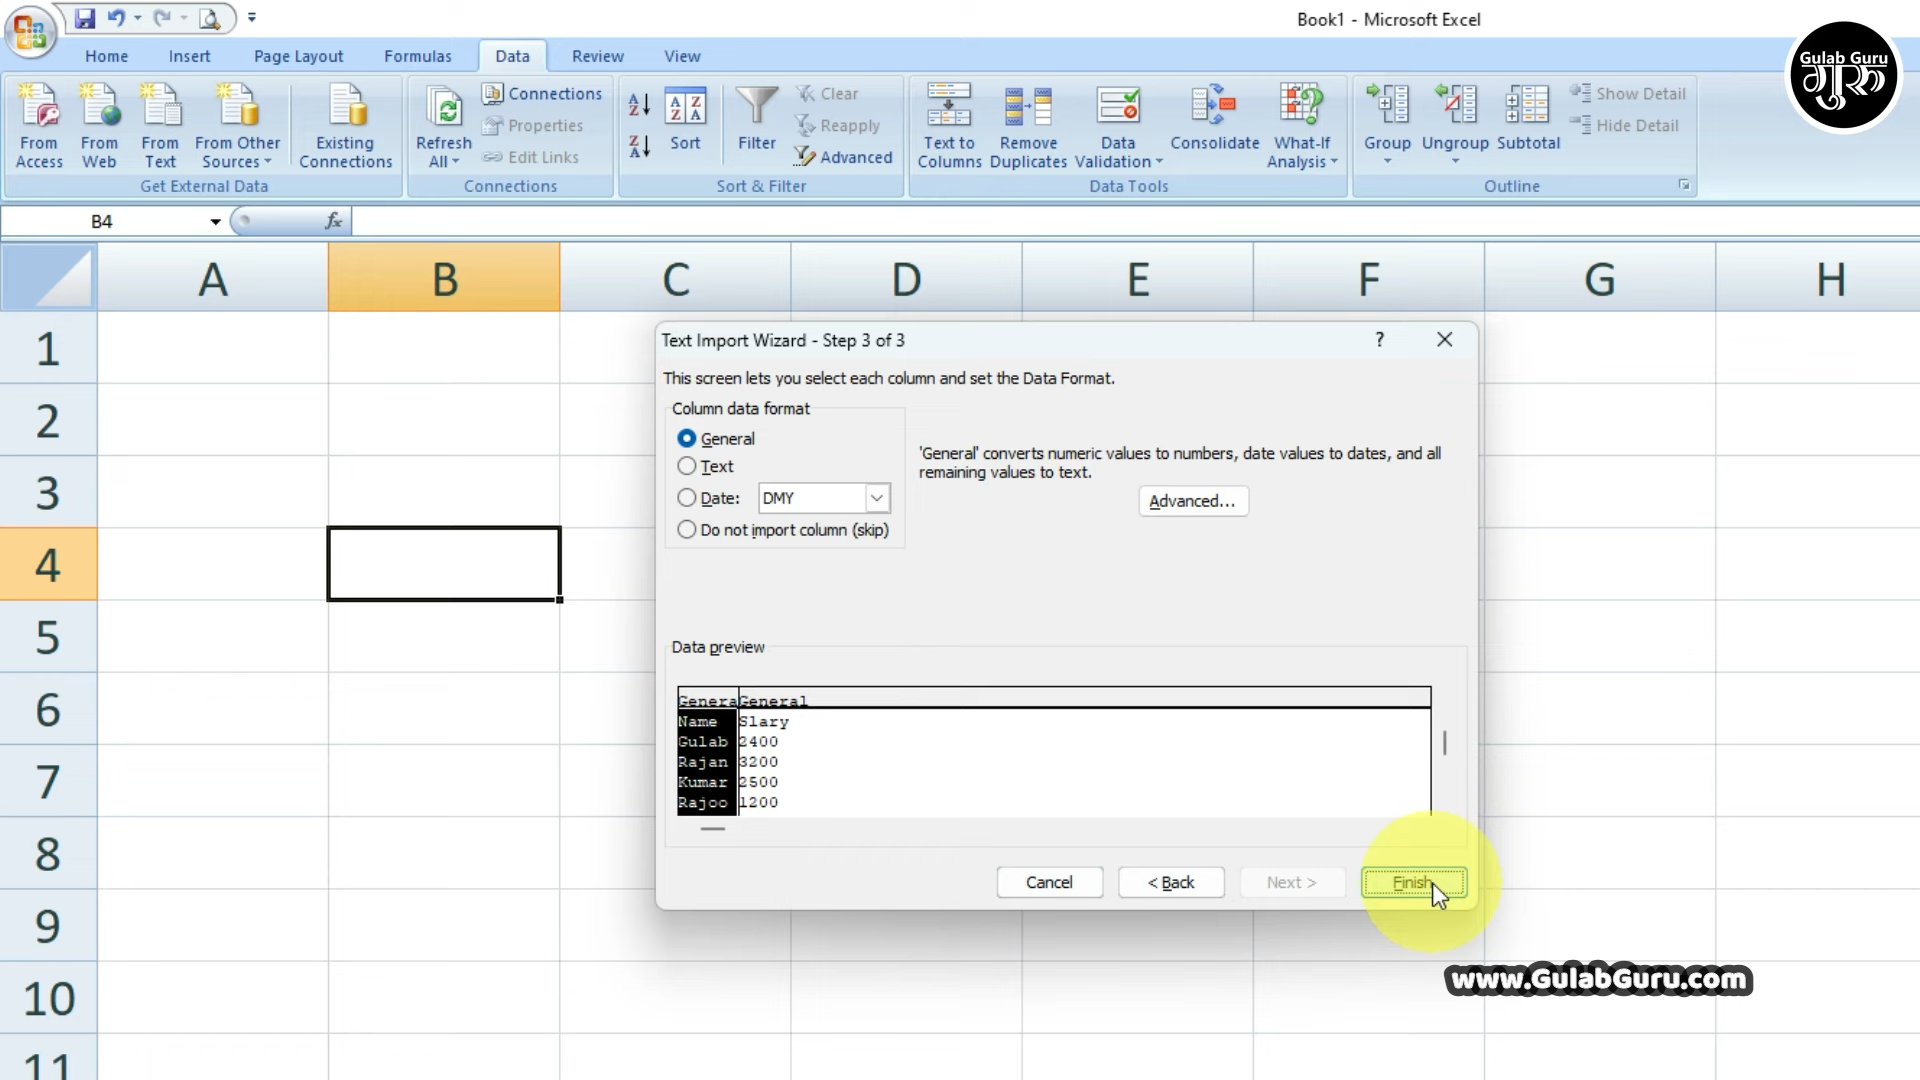 Book1 - Microsoft Excel
Gulab Guru
गुरु
Home Insert Page Layout Formulas Data Review View
From Access
From Web
From Text
From Other Sources
Existing Connections
Get External Data
Refresh All
Connections
Properties
Edit Links
Connections
Sort
Filter
Clear
Reapply
Advanced
Sort & Filter
Text to Columns
Remove Duplicates
Data Validation
Consolidate
What-If Analysis
Data Tools
Group
Ungroup
Subtotal
Show Detail
Hide Detail
Outline
B4
fx
A B C D E F G H
1
2
3
4
5
6
7
8
9
10
11
Text Import Wizard - Step 3 of 3
?
This screen lets you select each column and set the Data Format.
Column data format
General
Text
Date: DMY
Do not import column (skip)
'General' converts numeric values to numbers, date values to dates, and all
remaining values to text.
Advanced...
Data preview
Genera General
Name Slary
Gulab 2400
Rajan 3200
Kumar 2500
Rajoo 1200
Cancel < Back Next > Finish
www.GulabGuru.com